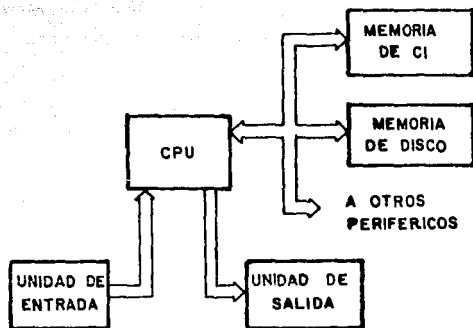 MEMORIA
DE CI
CPU
MEMORIA
DE DISCO
A OTROS
PERIFERICOS
UNIDAD DE
ENTRADA
UNIDAD DE
SALIDA